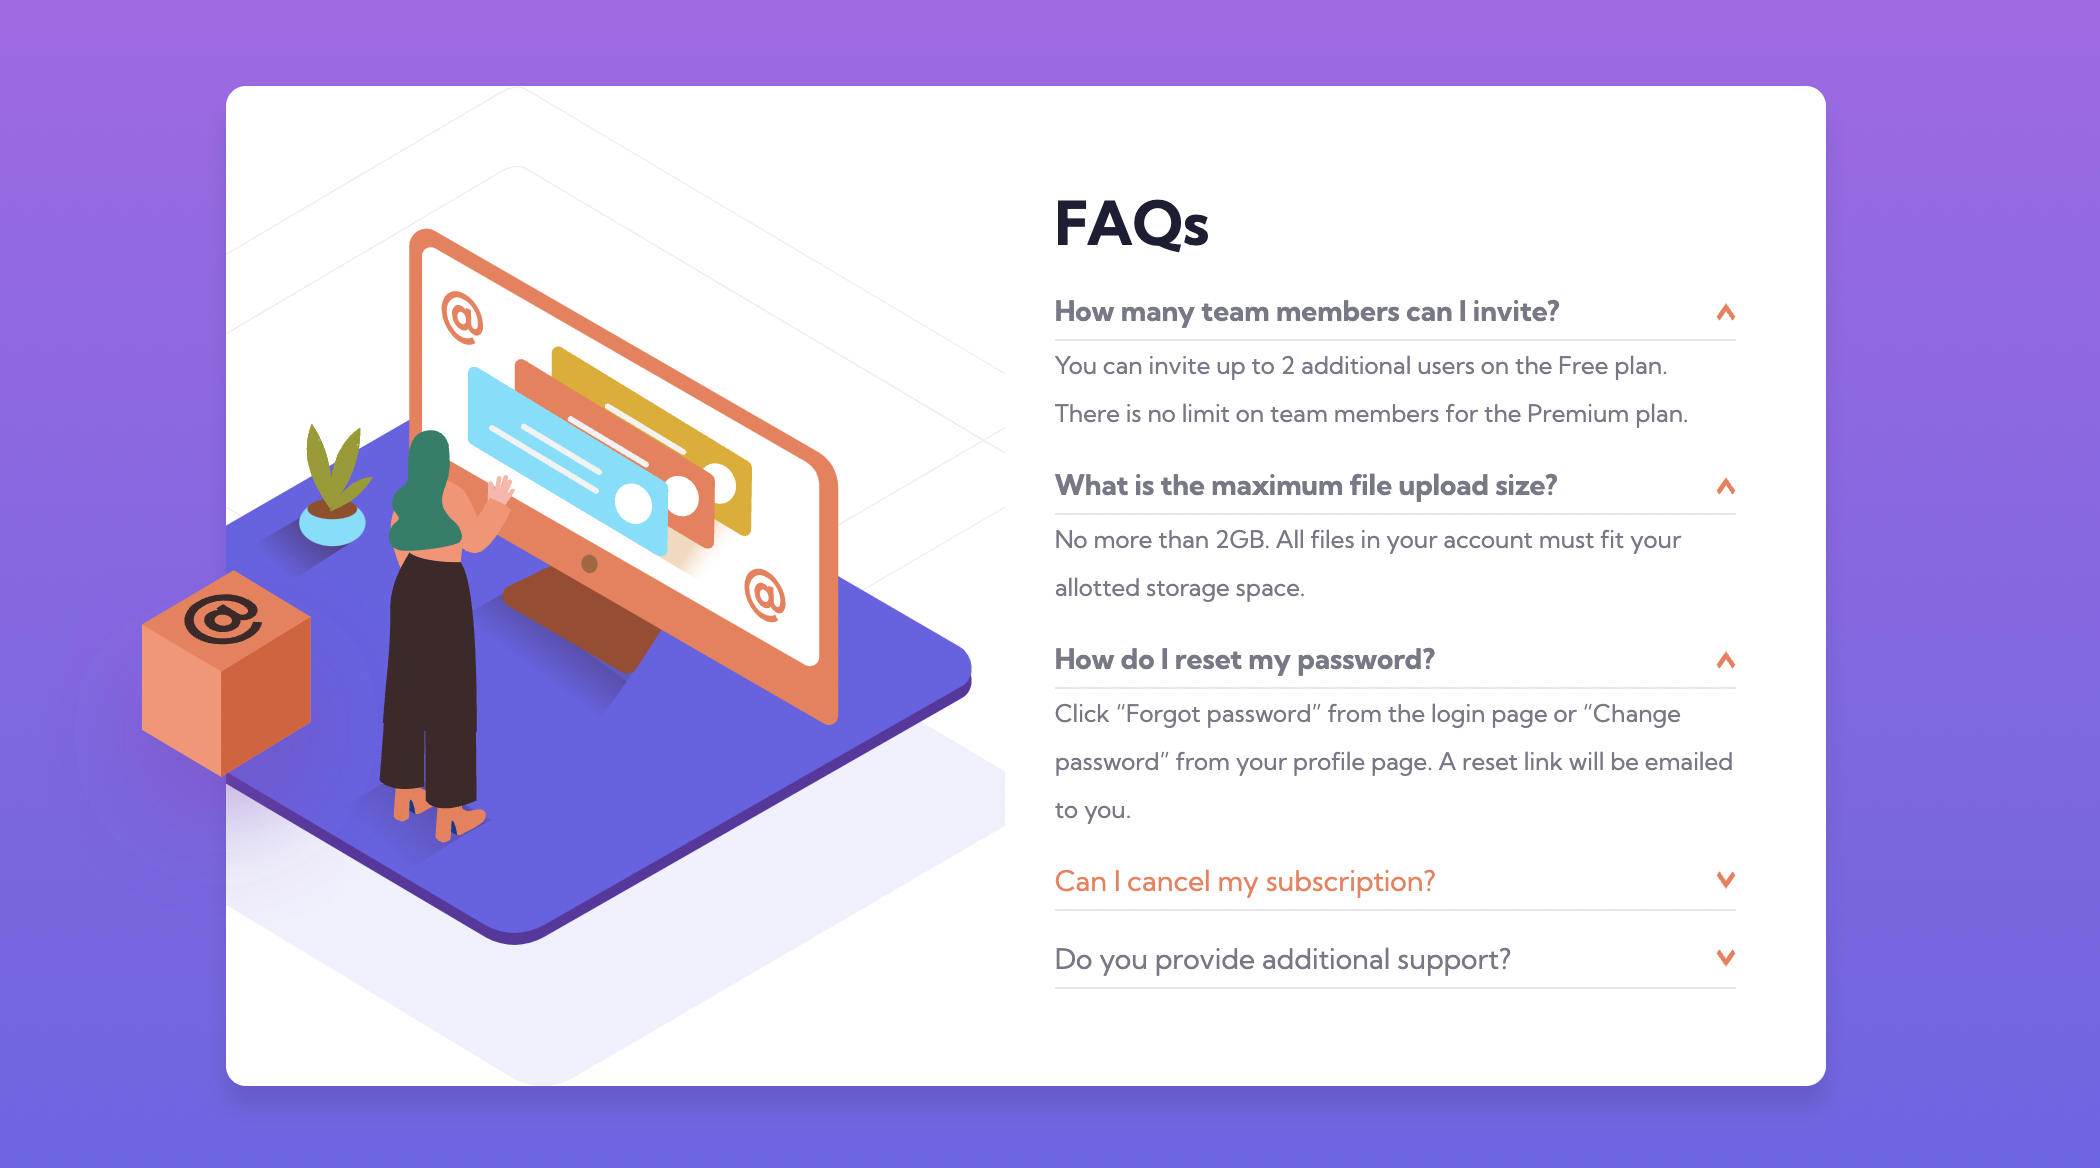 FAQs
How many team members can I invite?
You can invite up to 2 additional users on the Free plan.
There is no limit on team members for the Premium plan.
What is the maximum file upload size?
No more than 2GB. All files in your account must fit your
allotted storage space.
How do I reset my password?
Click “Forgot password” from the login page or “Change
password” from your profile page. A reset link will be emailed
to you.
Can I cancel my subscription?
Do you provide additional support?
@
@
@